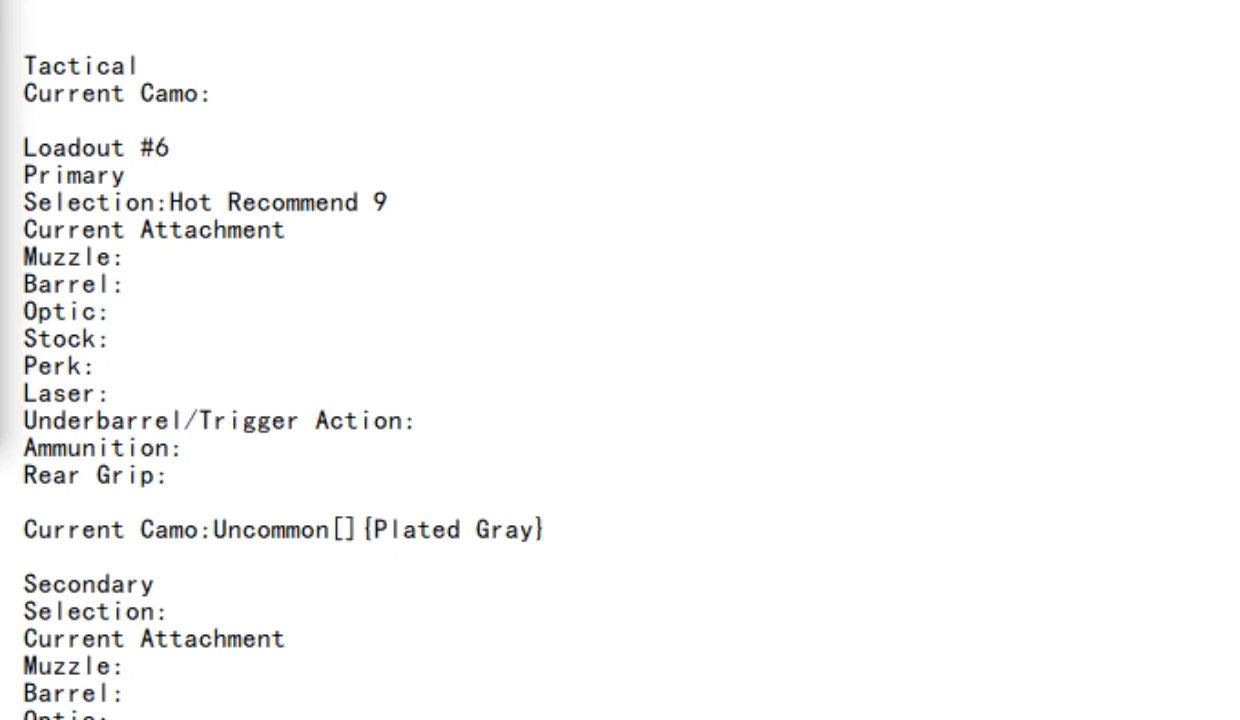 Tactical
Current Camo:
Loadout #6
Primary
Selection:Hot Recommend 9
Current Attachment
Muzzle:
Barrel:
Optic:
Stock:
Perk:
Laser:
Underbarrel/Trigger Action:
Ammunition:
Rear Grip:
Current Camo:Uncommon[]{Plated Gray}
Secondary
Selection:
Current Attachment
Muzzle:
Barrel:
Optic: